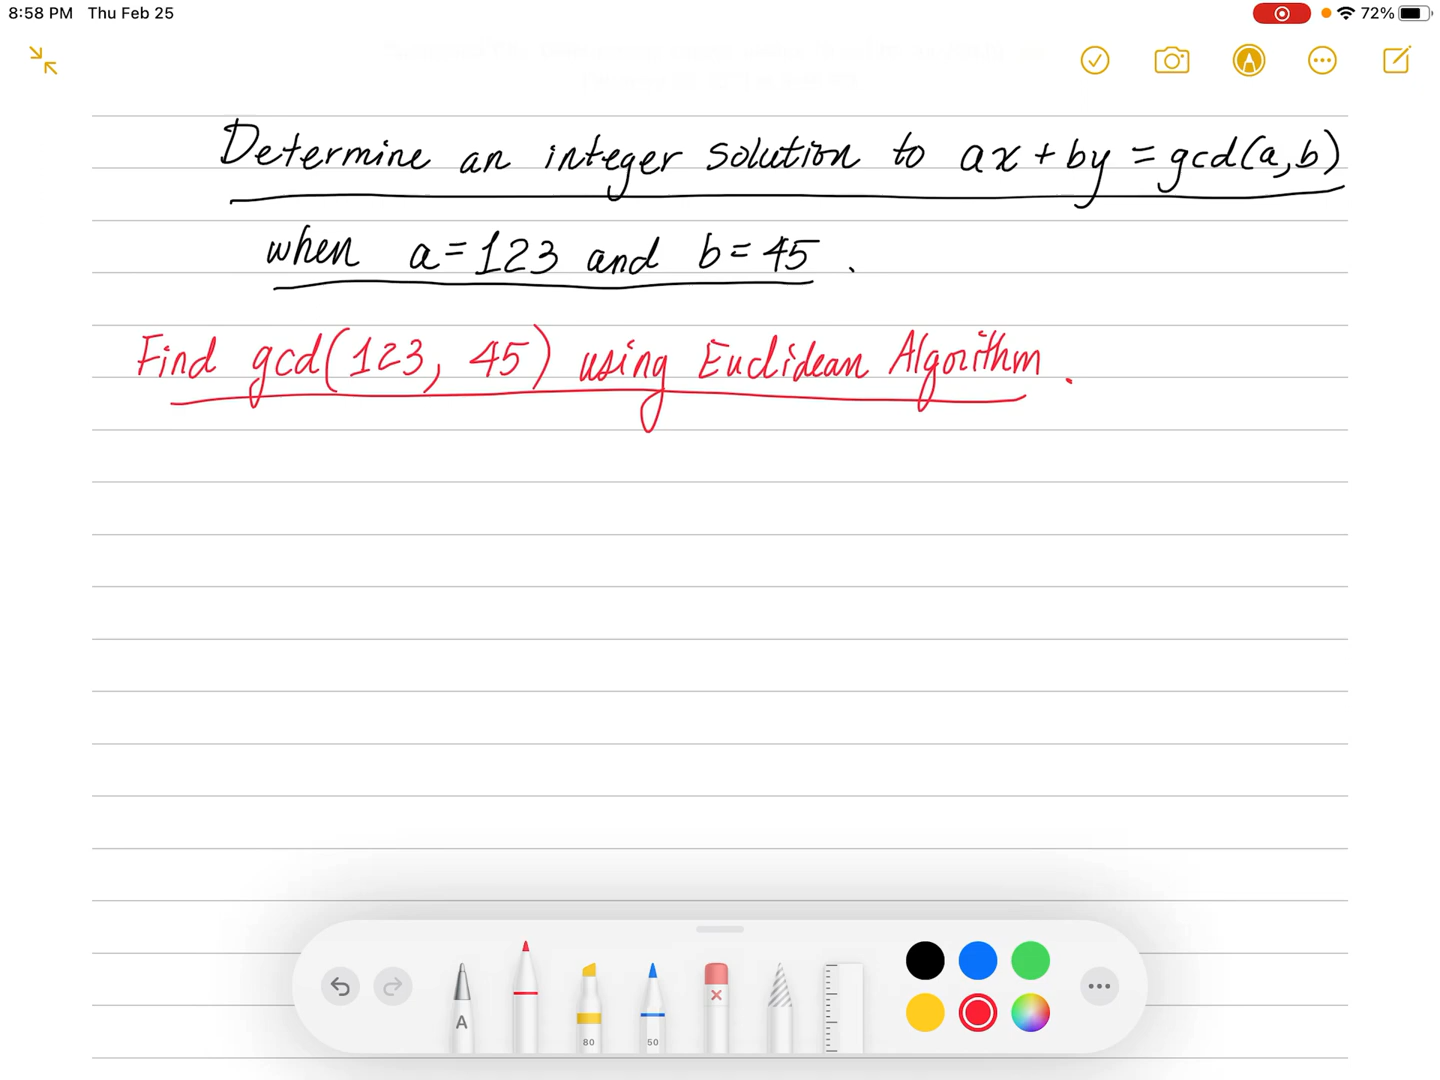 8:58 PM Thu Feb 25 72%
Determine an integer solution to ax + by = gcd(a,b)
when a = 123 and b = 45 .
Find gcd(123, 45) using Euclidean Algorithm .
A
80
50